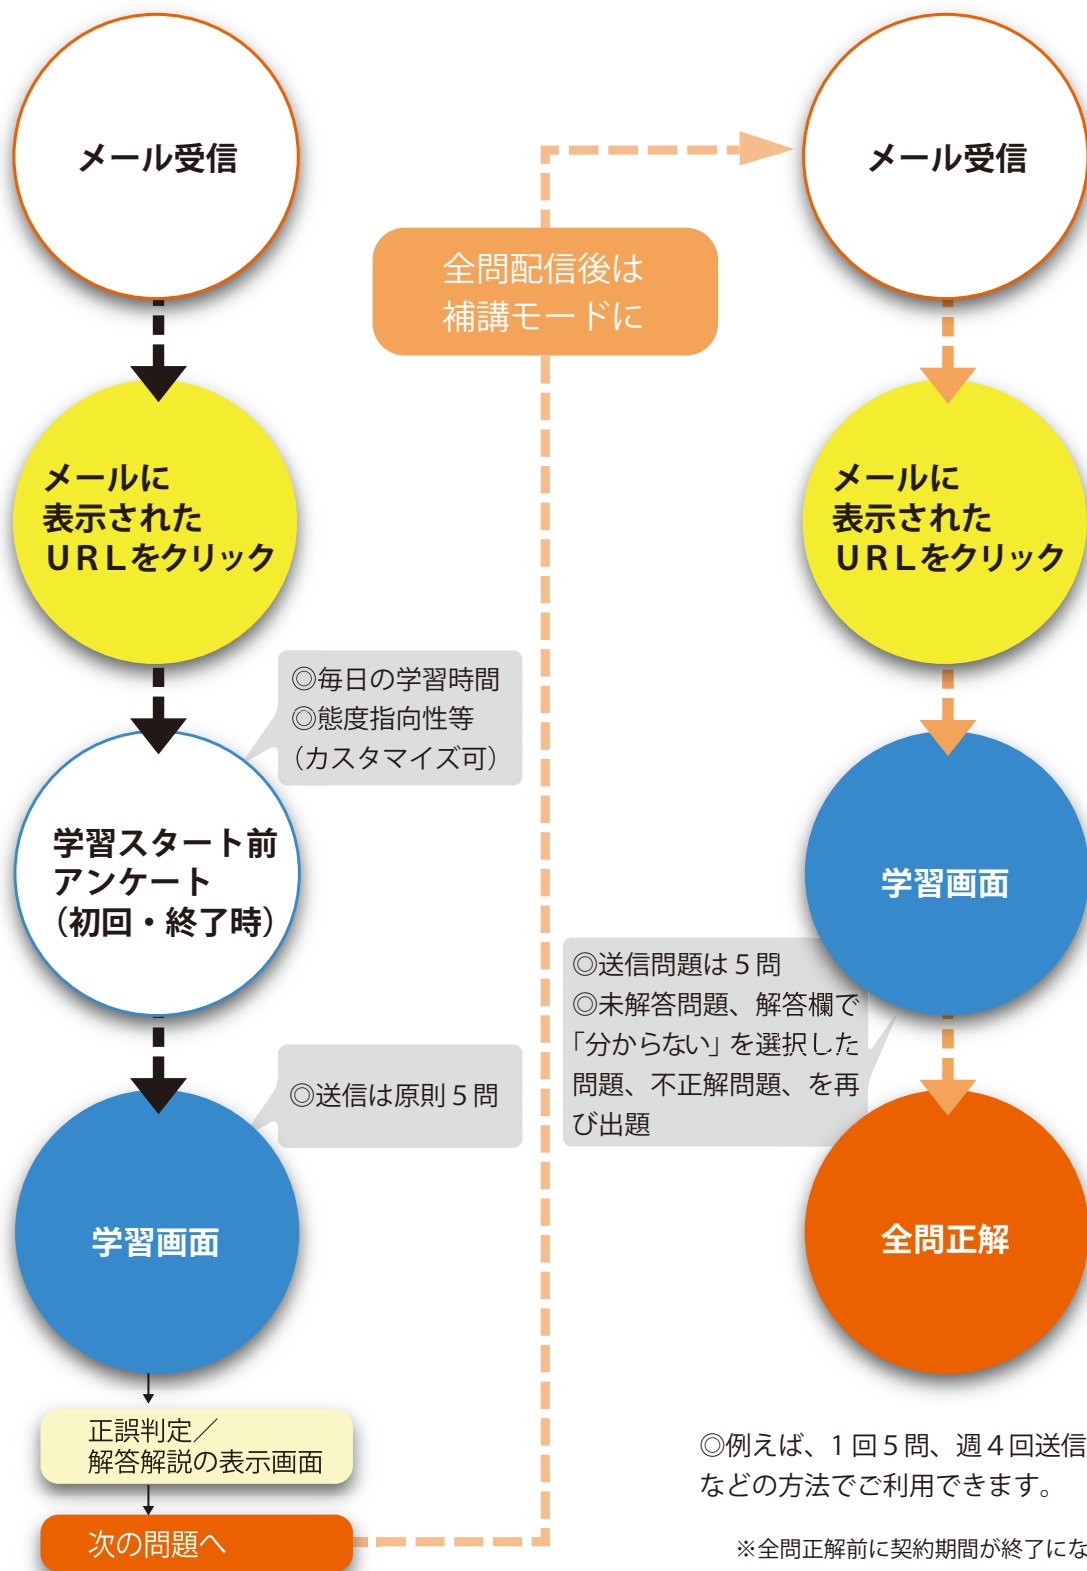 メール受信
メールに
表示された
URLをクリック
◎毎日の学習時間
◎態度指向性等
（カスタマイズ可）
学習スタート前
アンケート
（初回・終了時）
◎送信は原則５問
学習画面
正誤判定／
解答解説の表示画面
次の問題へ
全問配信後は
補講モードに
メール受信
メールに
表示された
URLをクリック
学習画面
◎送信問題は５問
◎未解答問題、解答欄で
「分からない」を選択した
問題、不正解問題、を再
び出題
全問正解
◎例えば、1回５問、週４回送信
などの方法でご利用できます。
※全問正解前に契約期間が終了にな